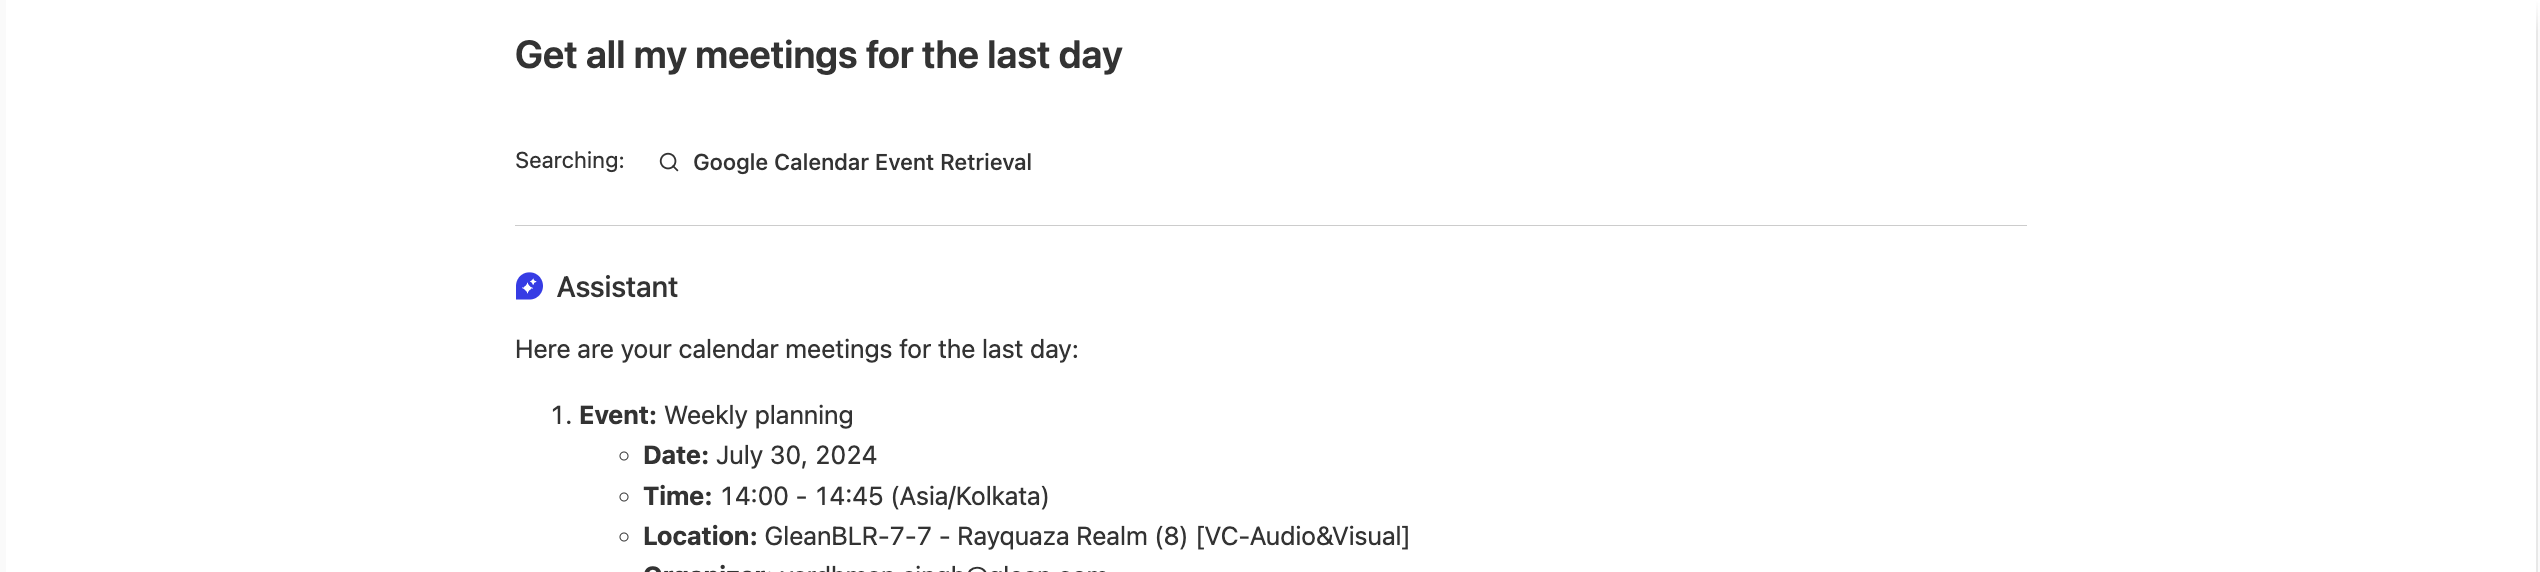 Get all my meetings for the last day
Searching: Google Calendar Event Retrieval
Assistant
Here are your calendar meetings for the last day:
1. Event: Weekly planning
Date: July 30, 2024
Time: 14:00 - 14:45 (Asia/Kolkata)
Location: GleanBLR-7-7 - Rayquaza Realm (8) [VC-Audio&Visual]
Organizer: